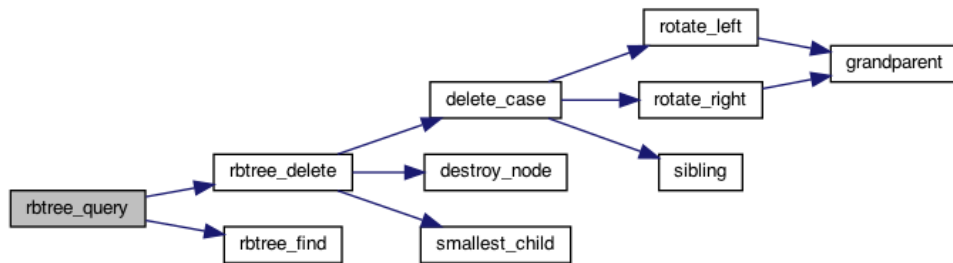 rotate_left
grandparent
delete_case
rotate_right
rbtree_delete
destroy_node
sibling
rbtree_query
rbtree_find
smallest_child